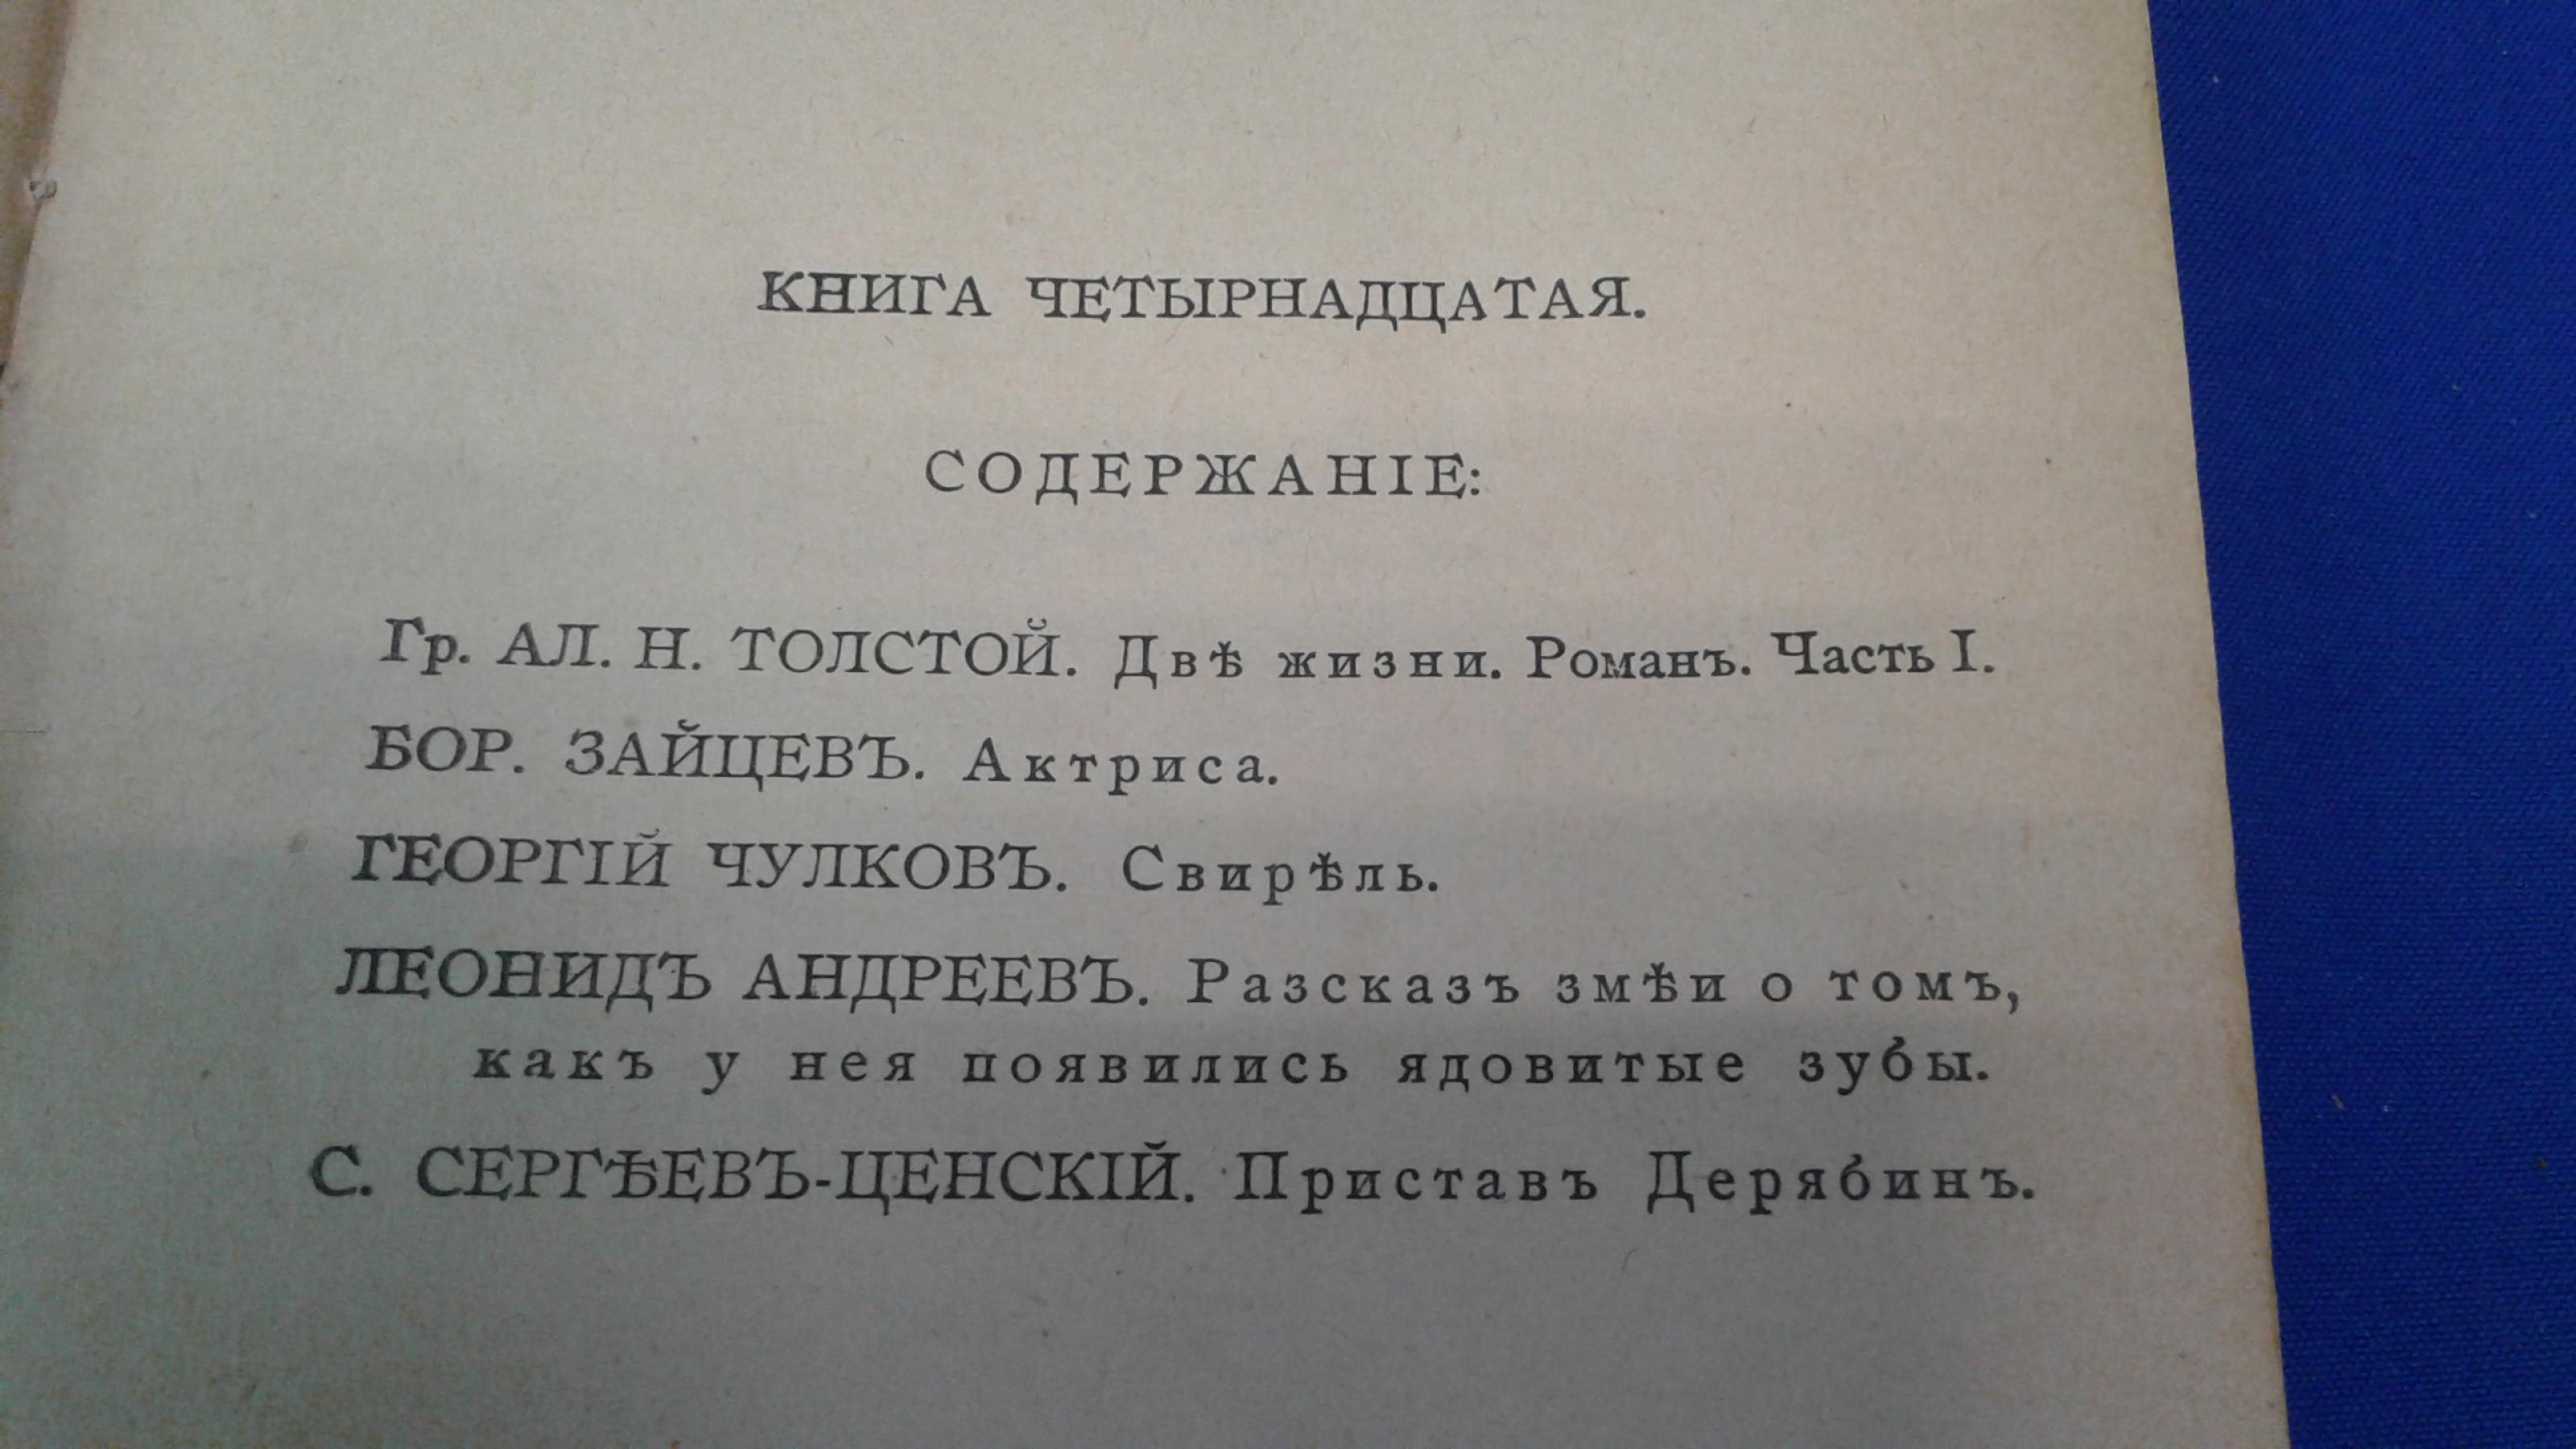 КНИГА ЧЕТЫРНАДЦАТАЯ.
СОДЕРЖАНІЕ:
Гр. АЛ. Н. ТОЛСТОЙ. Двѣ жизни. Романъ. Часть I.
БОР. ЗАЙЦЕВЪ. Актриса.
ГЕОРГІЙ ЧУЛКОВЪ. Свирѣль.
ЛЕОНИДЪ АНДРЕЕВЪ. Разсказъ змѣи о томъ,
какъ у нея появились ядовитые зубы.
С. СЕРГѢЕВЪ-ЦЕНСКІЙ. Приставъ Дерябинъ.